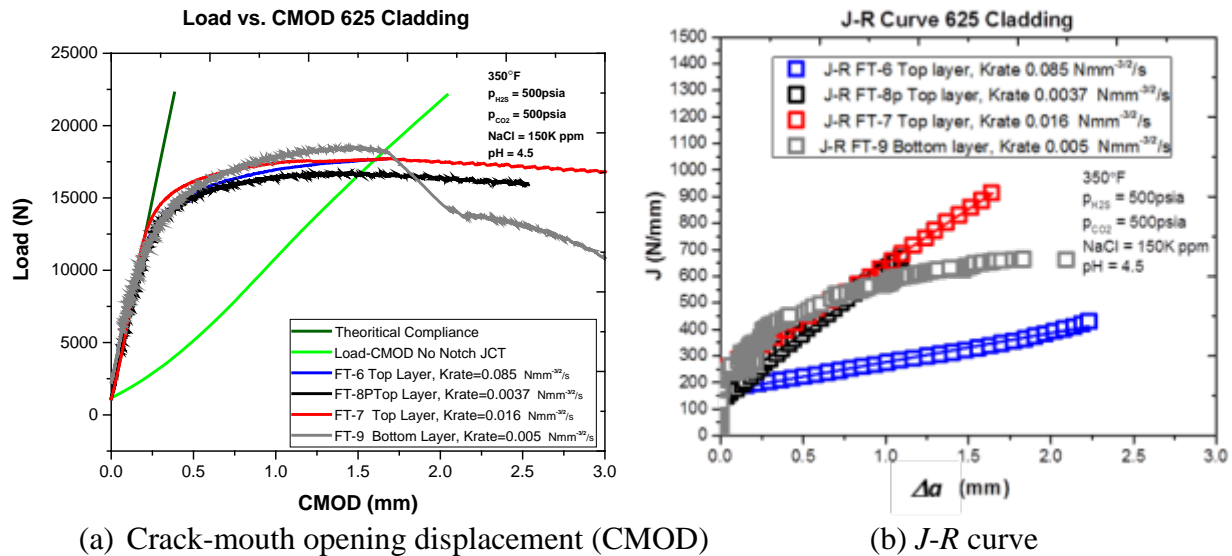 Load vs. CMOD 625 Cladding
25000
20000
15000
10000
5000
0
Load (N)
0.0 0.5 1.0 1.5 2.0 2.5 3.0
CMOD (mm)
350°F
pH2S = 500psia
pCO2 = 500psia
NaCl = 150K ppm
pH = 4.5
Theoritical Compliance
Load-CMOD No Notch JCT
FT-6 Top Layer, Krate=0.085 Nmm-3/2/s
FT-8PTop Layer, Krate=0.0037 Nmm-3/2/s
FT-7 Top Layer, Krate=0.016 Nmm-3/2/s
FT-9 Bottom Layer, Krate=0.005 Nmm-3/2/s
(a) Crack-mouth opening displacement (CMOD)
J-R Curve 625 Cladding
1500
1400
1300
1200
1100
1000
900
800
700
600
500
400
300
200
100
0
J (N/mm)
0.0 0.5 1.0 1.5 2.0 2.5 3.0
Δa (mm)
J-R FT-6 Top layer, Krate 0.085 Nmm-3/2/s
J-R FT-8p Top layer, Krate 0.0037 Nmm-3/2/s
J-R FT-7 Top layer, Krate 0.016 Nmm-3/2/s
J-R FT-9 Bottom layer, Krate 0.005 Nmm-3/2/s
350°F
pH2S = 500psia
pCO2 = 500psia
NaCl = 150K ppm
pH = 4.5
(b) J-R curve